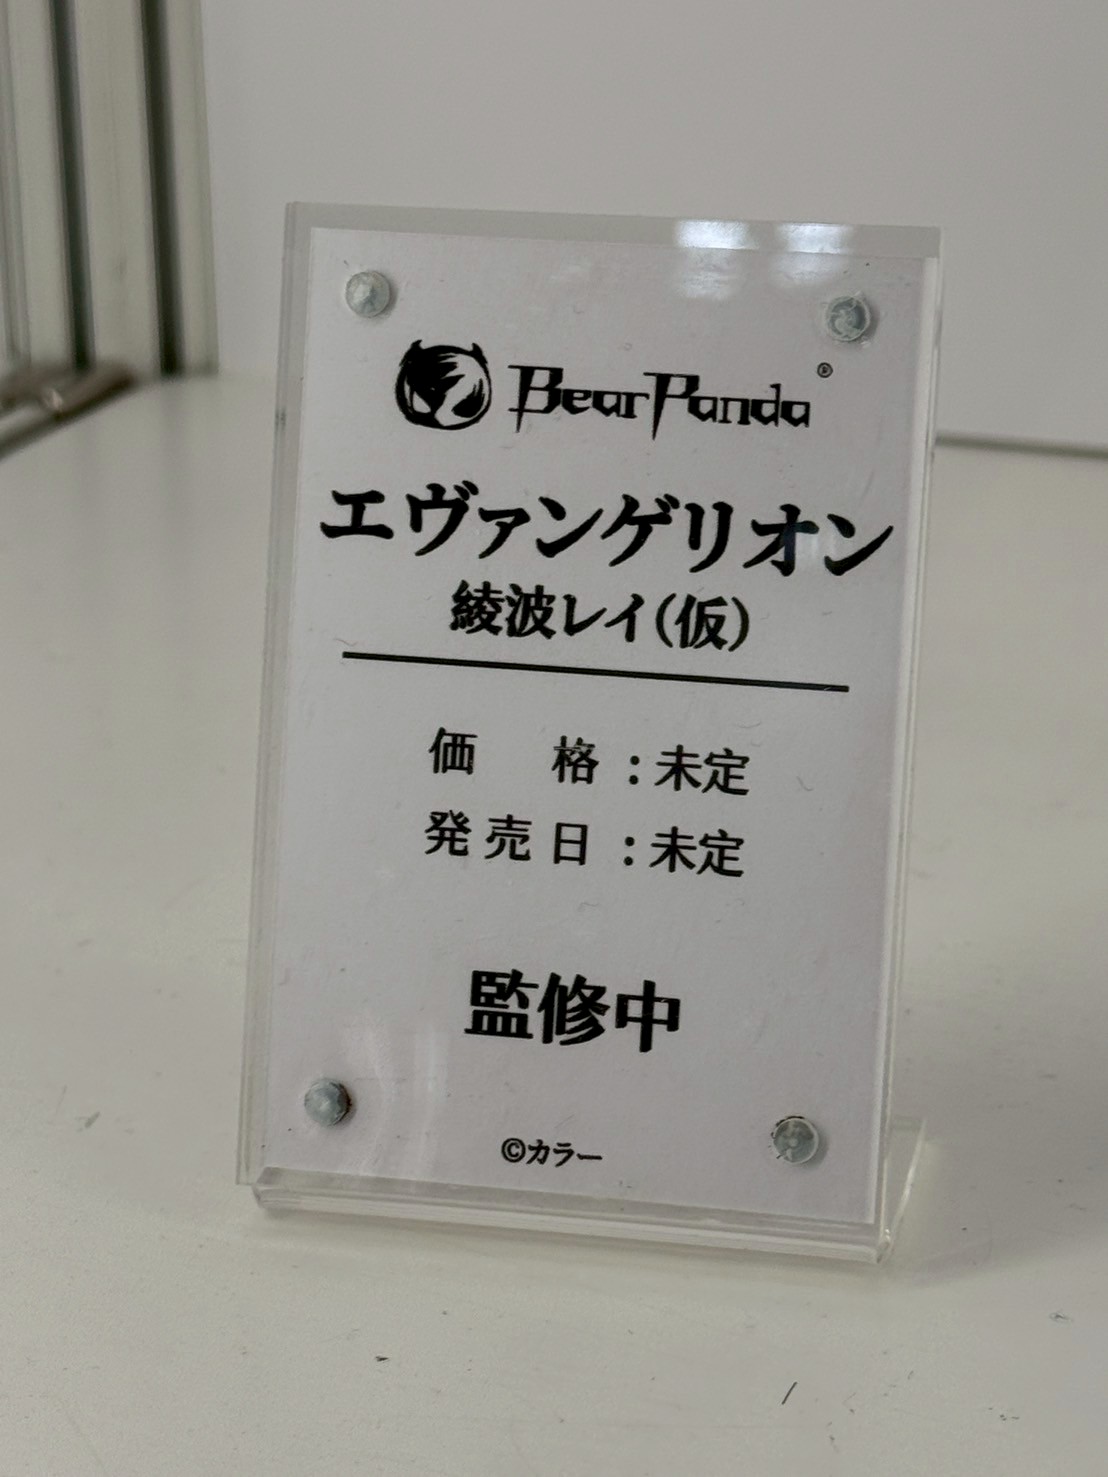 BearPanda®
エヴァンゲリオン
綾波レイ(仮)
価 格:未定
発売日:未定
監修中
©カラー